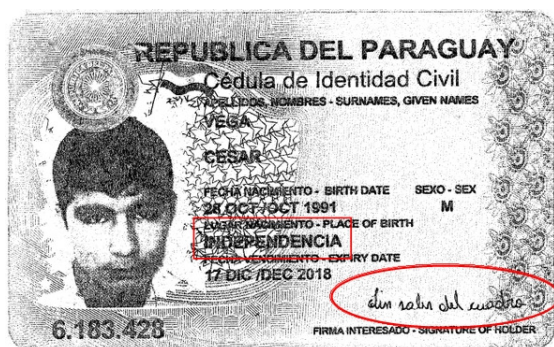 REPUBLICA DEL PARAGUAY
Cédula de Identidad Civil
APELLIDOS, NOMBRES - SURNAMES, GIVEN NAMES
VEGA
CESAR
FECHA NACIMIENTO - BIRTH DATE SEXO - SEX
26 OCT/OCT 1991 M
LUGAR NACIMIENTO - PLACE OF BIRTH
INDEPENDENCIA
FECHA VENCIMIENTO - EXPIRY DATE
17 DIC /DEC 2018
sin salir del cuadro
6.183.428
FIRMA INTERESADO - SIGNATURE OF HOLDER